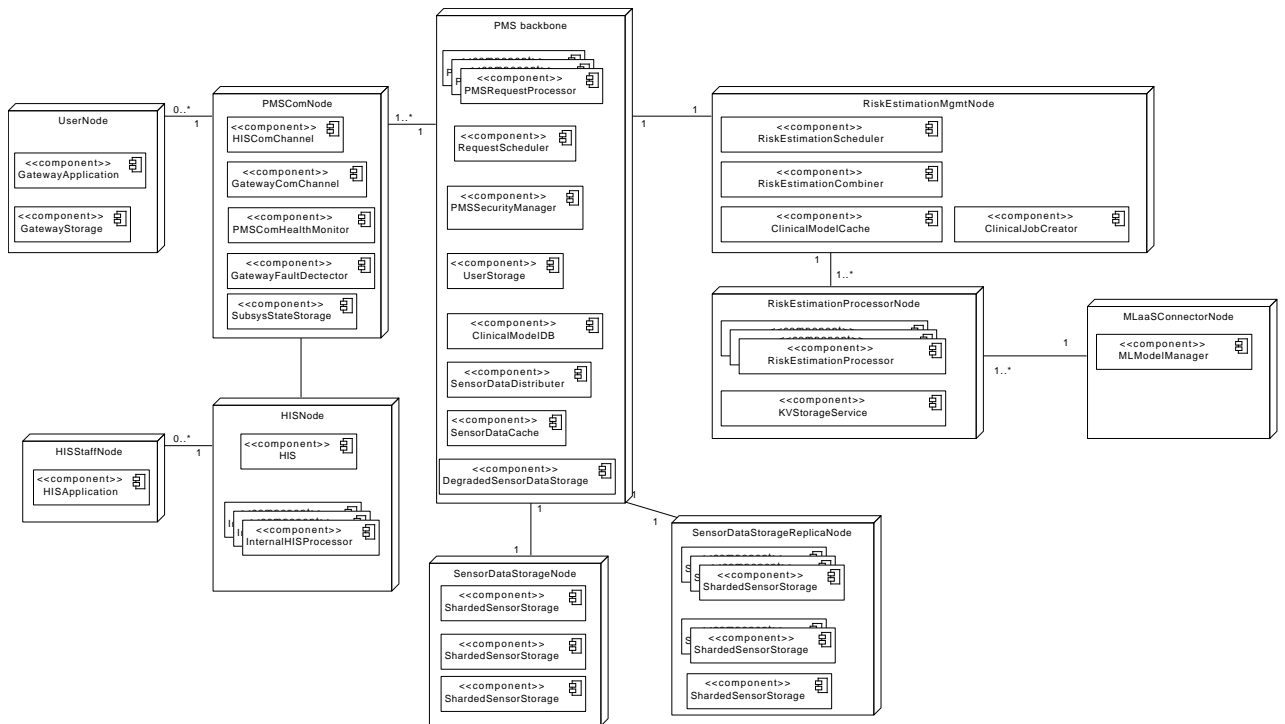 PMS backbone
<<component>>
PMSRequestProcessor
<<component>>
RequestScheduler
<<component>>
PMSSecurityManager
<<component>>
UserStorage
<<component>>
ClinicalModelDB
<<component>>
SensorDataDistributer
<<component>>
SensorDataCache
<<component>>
DegradedSensorDataStorage
UserNode
<<component>>
GatewayApplication
<<component>>
GatewayStorage
0..*
1
PMSComNode
<<component>>
HISComChannel
<<component>>
GatewayComChannel
<<component>>
PMSComHealthMonitor
<<component>>
GatewayFaultDectector
<<component>>
SubsysStateStorage
1..*
1
1
1
RiskEstimationMgmtNode
<<component>>
RiskEstimationScheduler
<<component>>
RiskEstimationCombiner
<<component>>
ClinicalModelCache
<<component>>
ClinicalJobCreator
1
1..*
RiskEstimationProcessorNode
<<component>>
RiskEstimationProcessor
<<component>>
KVStorageService
1
1..*
MLaaSConnectorNode
<<component>>
MLModelManager
HISStaffNode
<<component>>
HISApplication
0..*
1
HISNode
<<component>>
HIS
<<component>>
InternalHISProcessor
1
1
SensorDataStorageNode
<<component>>
ShardedSensorStorage
<<component>>
ShardedSensorStorage
<<component>>
ShardedSensorStorage
1
1
SensorDataStorageReplicaNode
<<component>>
ShardedSensorStorage
<<component>>
ShardedSensorStorage
<<component>>
ShardedSensorStorage